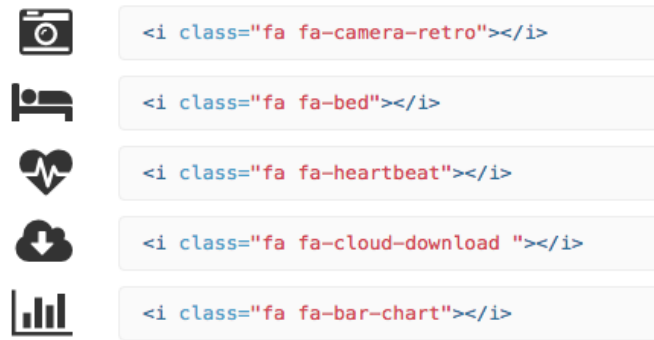 <i class="fa fa-camera-retro"></i>
<i class="fa fa-bed"></i>
<i class="fa fa-heartbeat"></i>
<i class="fa fa-cloud-download "></i>
<i class="fa fa-bar-chart"></i>